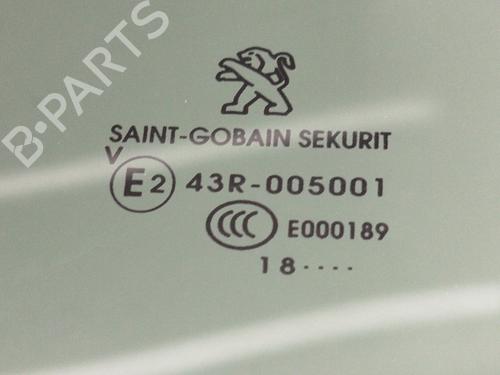 B·PARTS
SAINT-GOBAIN SEKURIT
V
E2 43R-005001
CCC E000189
18····